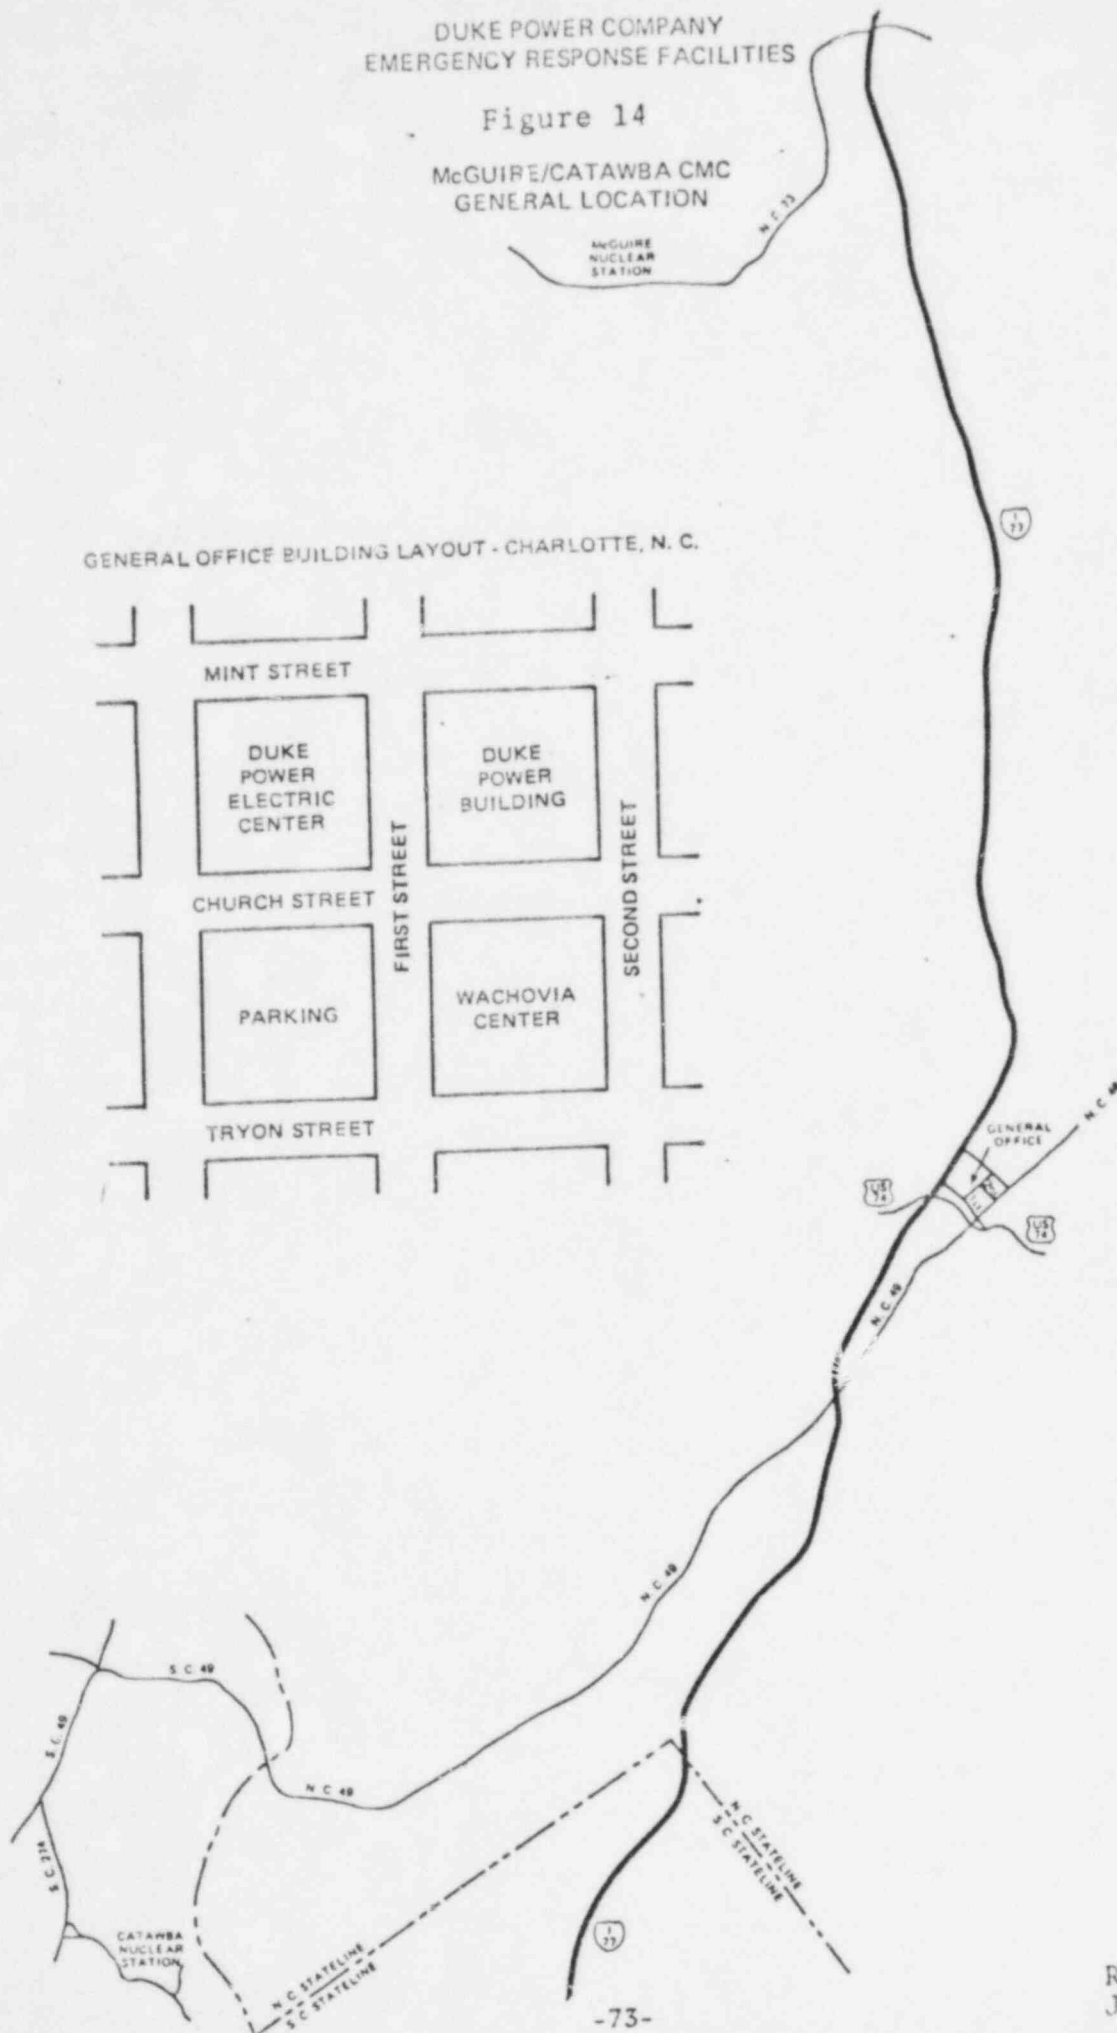 DUKE POWER COMPANY
EMERGENCY RESPONSE FACILITIES
Figure 14
McGUIRE/CATAWBA CMC
GENERAL LOCATION
N.C. 73
McGUIRE
NUCLEAR
STATION
I
77
GENERAL OFFICE BUILDING LAYOUT - CHARLOTTE, N. C.
MINT STREET
DUKE
POWER
ELECTRIC
CENTER
DUKE
POWER
BUILDING
FIRST STREET
SECOND STREET
CHURCH STREET
PARKING
WACHOVIA
CENTER
TRYON STREET
GENERAL
OFFICE
US
74
US
74
N.C. 49
N.C. 49
S.C. 49
S.C. 49
N.C. 49
S.C. 274
CATAWBA
NUCLEAR
STATION
N.C STATELINE
S.C STATELINE
N.C STATELINE
S.C STATELINE
I
77
-73-
R
J